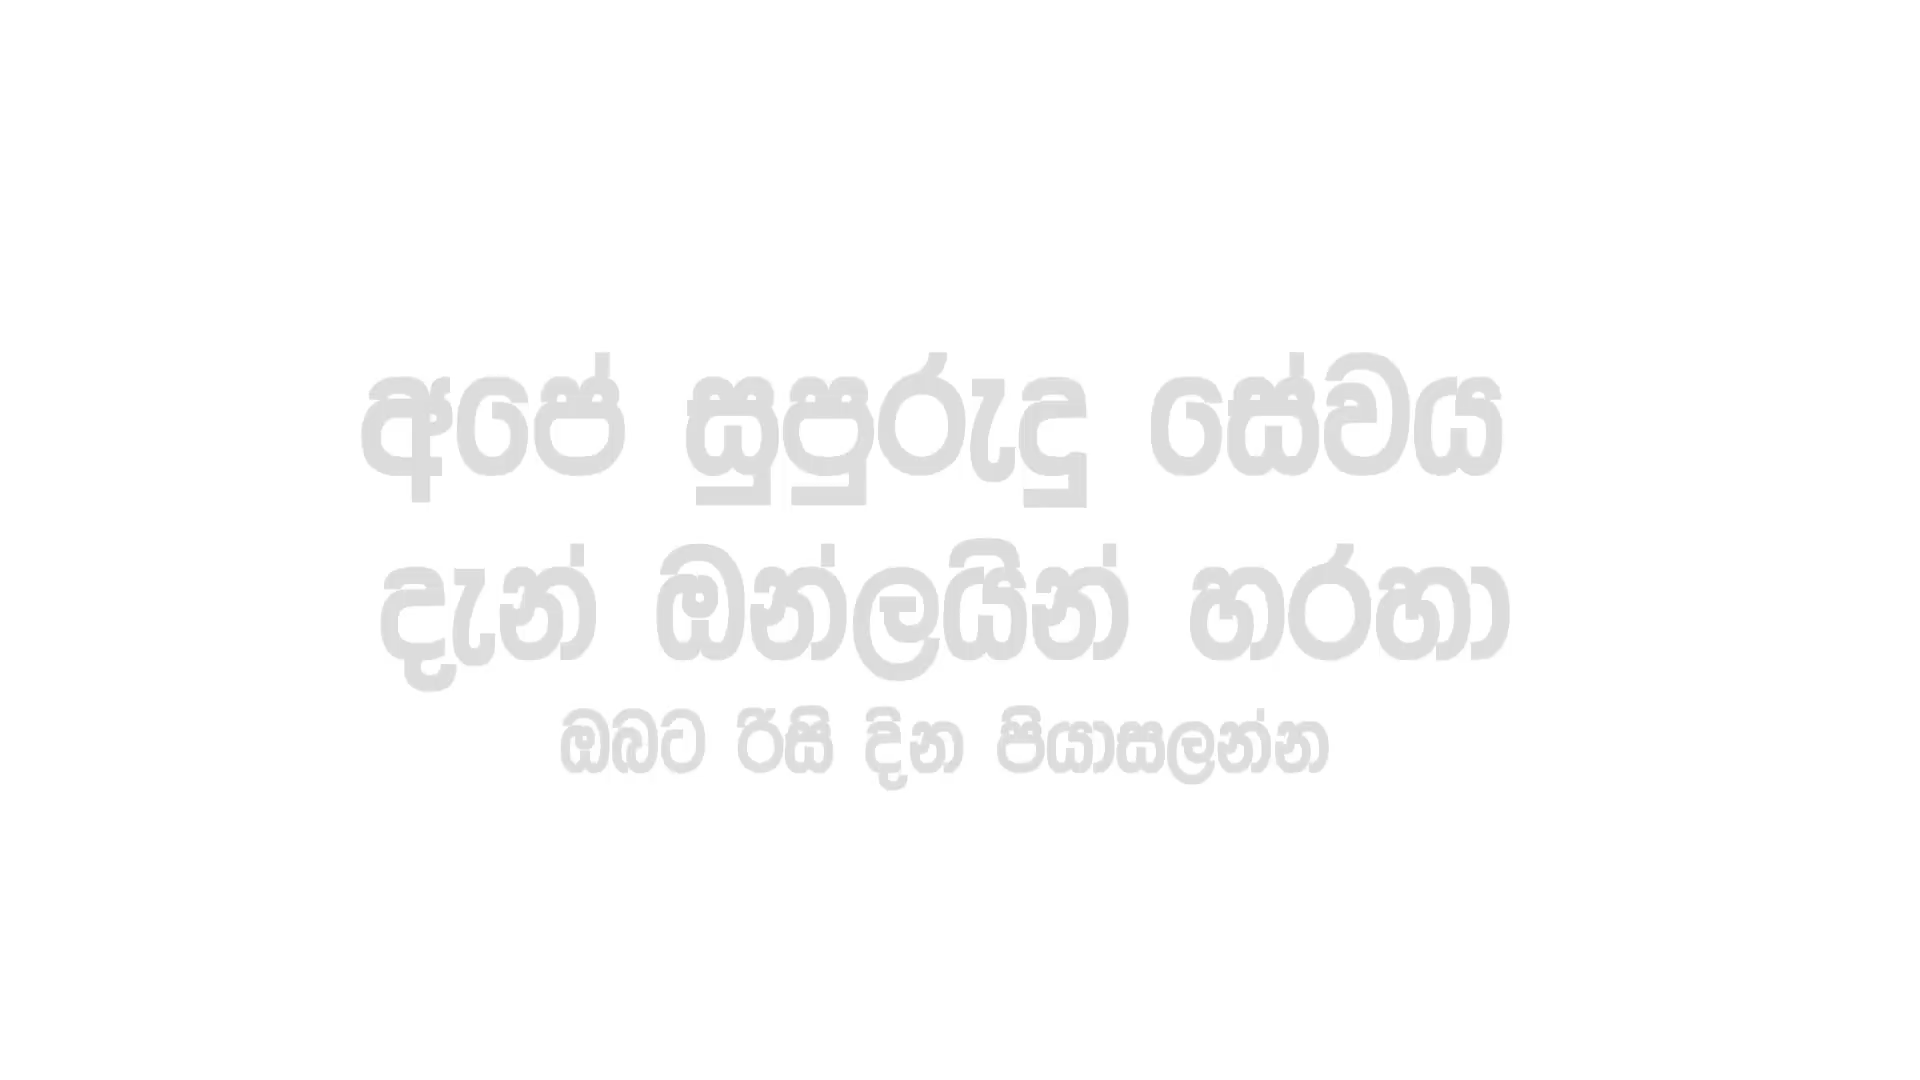 අපේ සුපුරුදු සේවය
දැන් ඔන්ලයින් හරහා
ඔබට රිසි දින පියාසලන්න